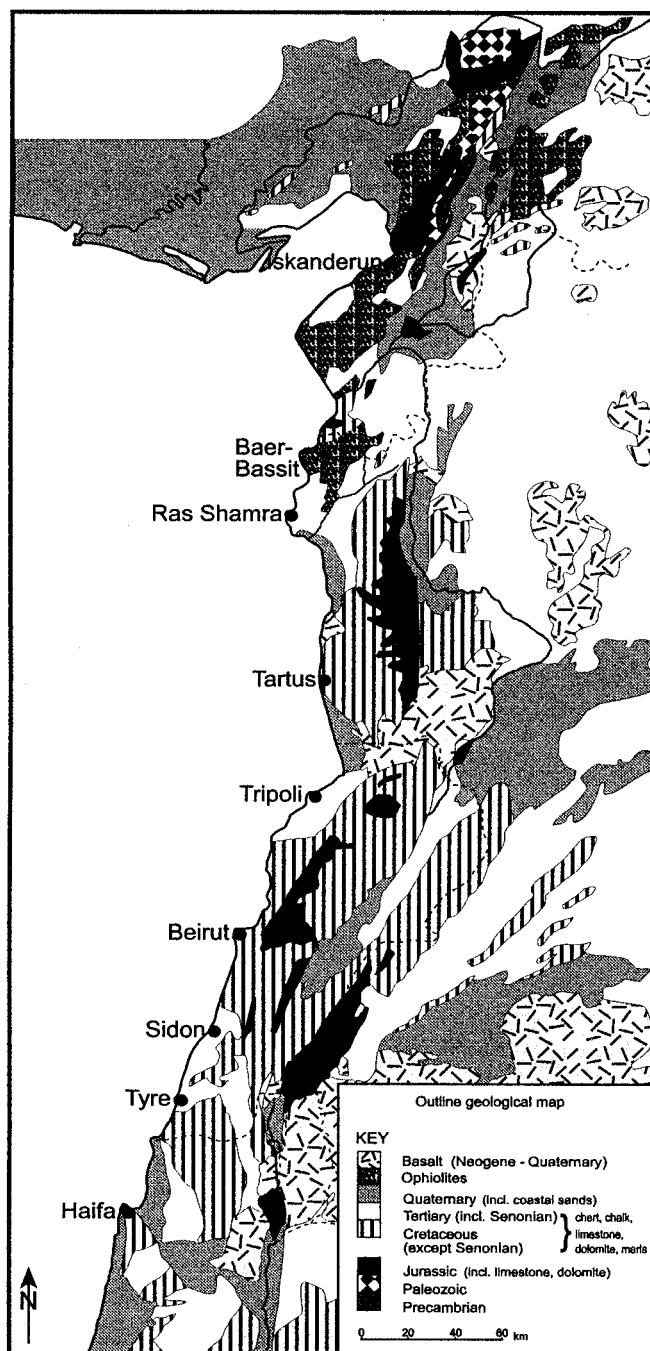 Iskanderun
Baer-
Bassit
Ras Shamra
Tartus
Tripoli
Beirut
Sidon
Tyre
Haifa
N
Outline geological map
KEY
Basalt (Neogene - Quaternary)
Ophiolites
Quaternary (incl. coastal sands)
Tertiary (incl. Senonian)
Cretaceous
(except Senonian)
chert, chalk,
limestone,
dolomite, marls
Jurassic (incl. limestone, dolomite)
Paleozoic
Precambrian
0 20 40 60 km